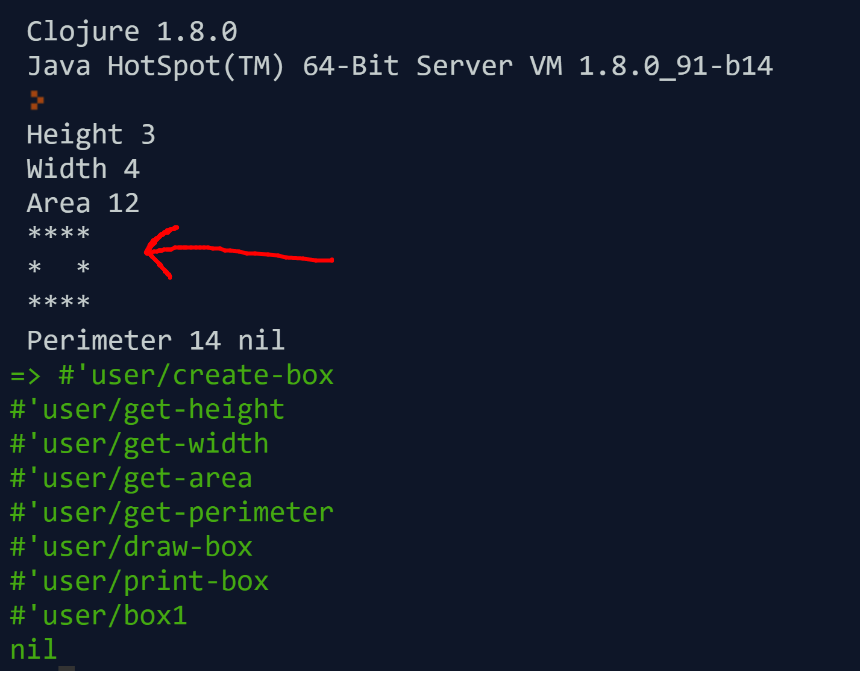 Clojure 1.8.0
Java HotSpot(TM) 64-Bit Server VM 1.8.0_91-b14
>
Height 3
Width 4
Area 12
****
*  *
****
Perimeter 14 nil
=> #'user/create-box
#'user/get-height
#'user/get-width
#'user/get-area
#'user/get-perimeter
#'user/draw-box
#'user/print-box
#'user/box1
nil